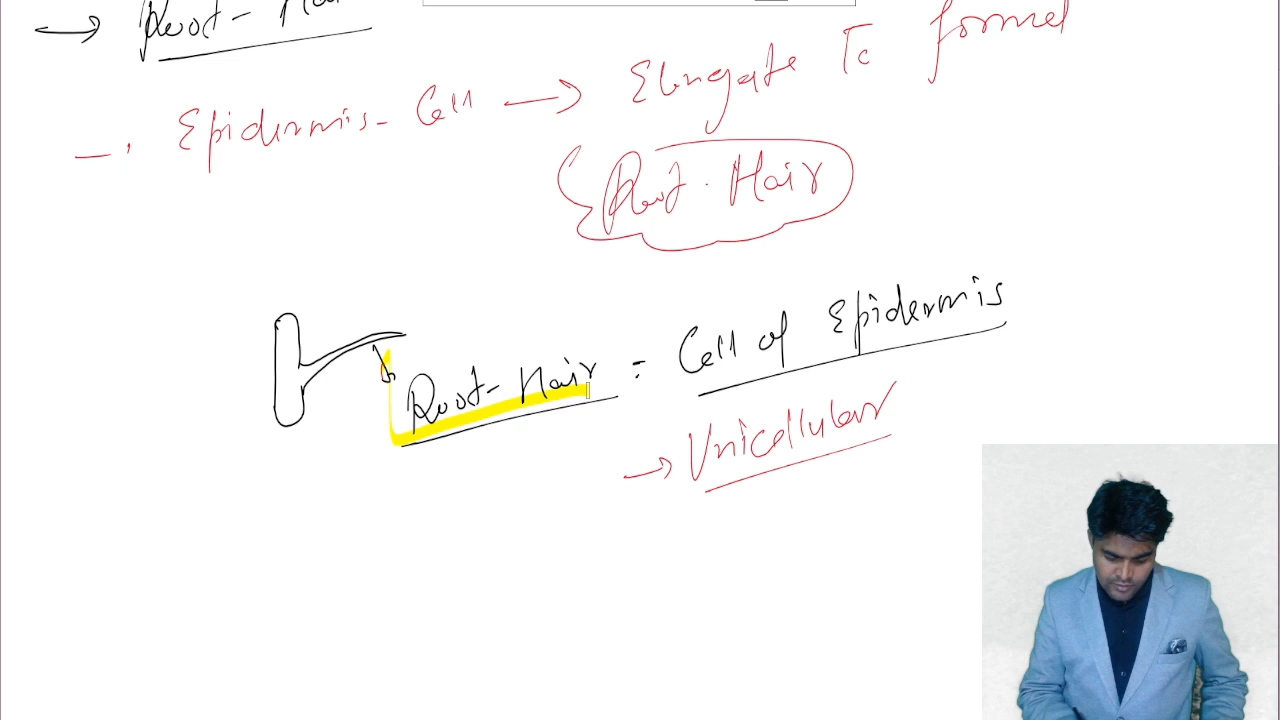 → Root-Hair
→ Epidermis-Cell → Elongate To formed
Root-Hair
Root-Hair = Cell of Epidermis
→ Unicellular